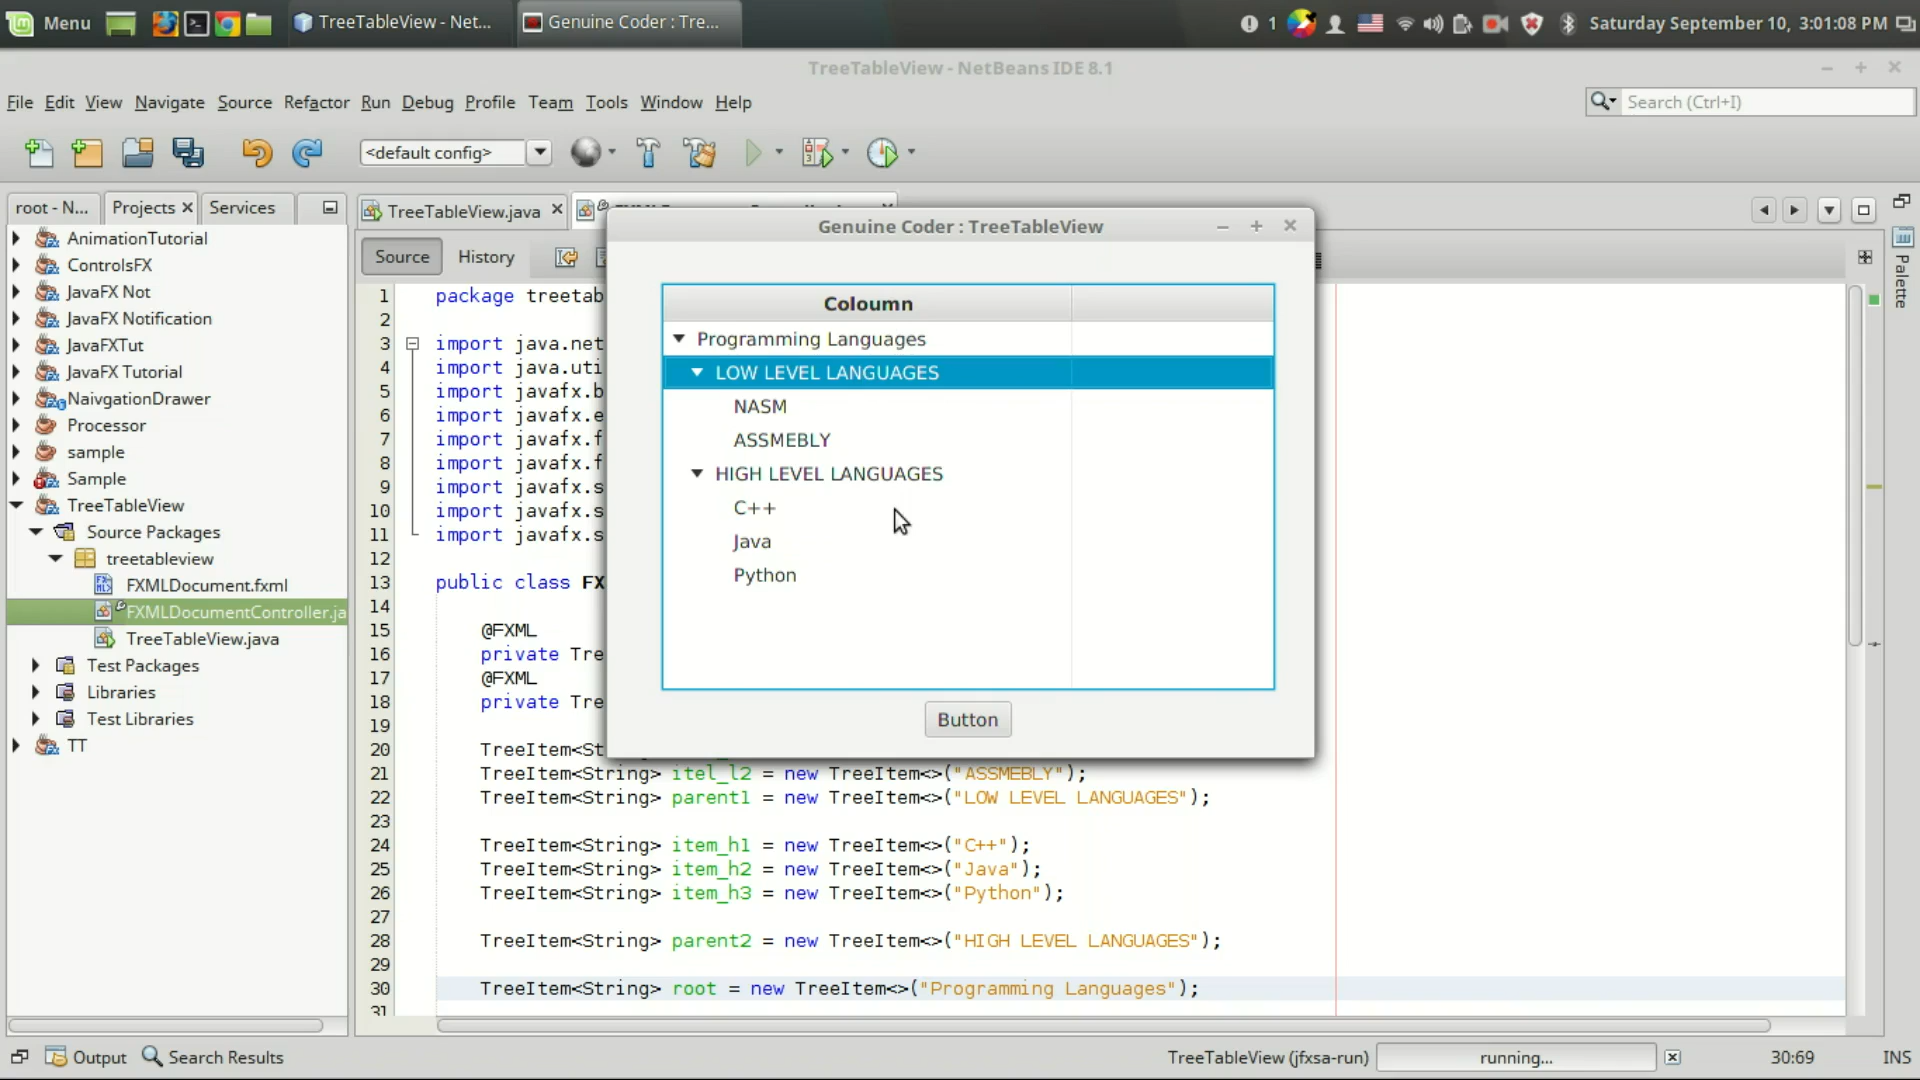 Menu
TreeTableView - Net...
Genuine Coder : Tre...
1
Saturday September 10, 3:01:08 PM
TreeTableView - NetBeans IDE 8.1
File Edit View Navigate Source Refactor Run Debug Profile Team Tools Window Help
Search (Ctrl+I)
<default config>
root - N...
Projects
Services
TreeTableView.java
Source
History
Palette
AnimationTutorial
ControlsFX
JavaFX Not
JavaFX Notification
JavaFXTut
JavaFX Tutorial
NaivgationDrawer
Processor
sample
Sample
TreeTableView
Source Packages
treetableview
FXMLDocument.fxml
FXMLDocumentController.ja
TreeTableView.java
Test Packages
Libraries
Test Libraries
TT
Genuine Coder : TreeTableView
Coloumn
Programming Languages
LOW LEVEL LANGUAGES
NASM
ASSMEBLY
HIGH LEVEL LANGUAGES
C++
Java
Python
Button
1 package treetab
2
3 import java.net
4 import java.uti
5 import javafx.b
6 import javafx.e
7 import javafx.f
8 import javafx.f
9 import javafx.s
10 import javafx.s
11 import javafx.s
12
13 public class FX
14
15 @FXML
16 private Tre
17 @FXML
18 private Tre
19
20 TreeItem<St
21 TreeItem<String> itel_l2 = new TreeItem<>("ASSMEBLY");
22 TreeItem<String> parent1 = new TreeItem<>("LOW LEVEL LANGUAGES");
23
24 TreeItem<String> item_h1 = new TreeItem<>("C++");
25 TreeItem<String> item_h2 = new TreeItem<>("Java");
26 TreeItem<String> item_h3 = new TreeItem<>("Python");
27
28 TreeItem<String> parent2 = new TreeItem<>("HIGH LEVEL LANGUAGES");
29
30 TreeItem<String> root = new TreeItem<>("Programming Languages");
31
Output
Search Results
TreeTableView (jfxsa-run)
running...
30:69
INS